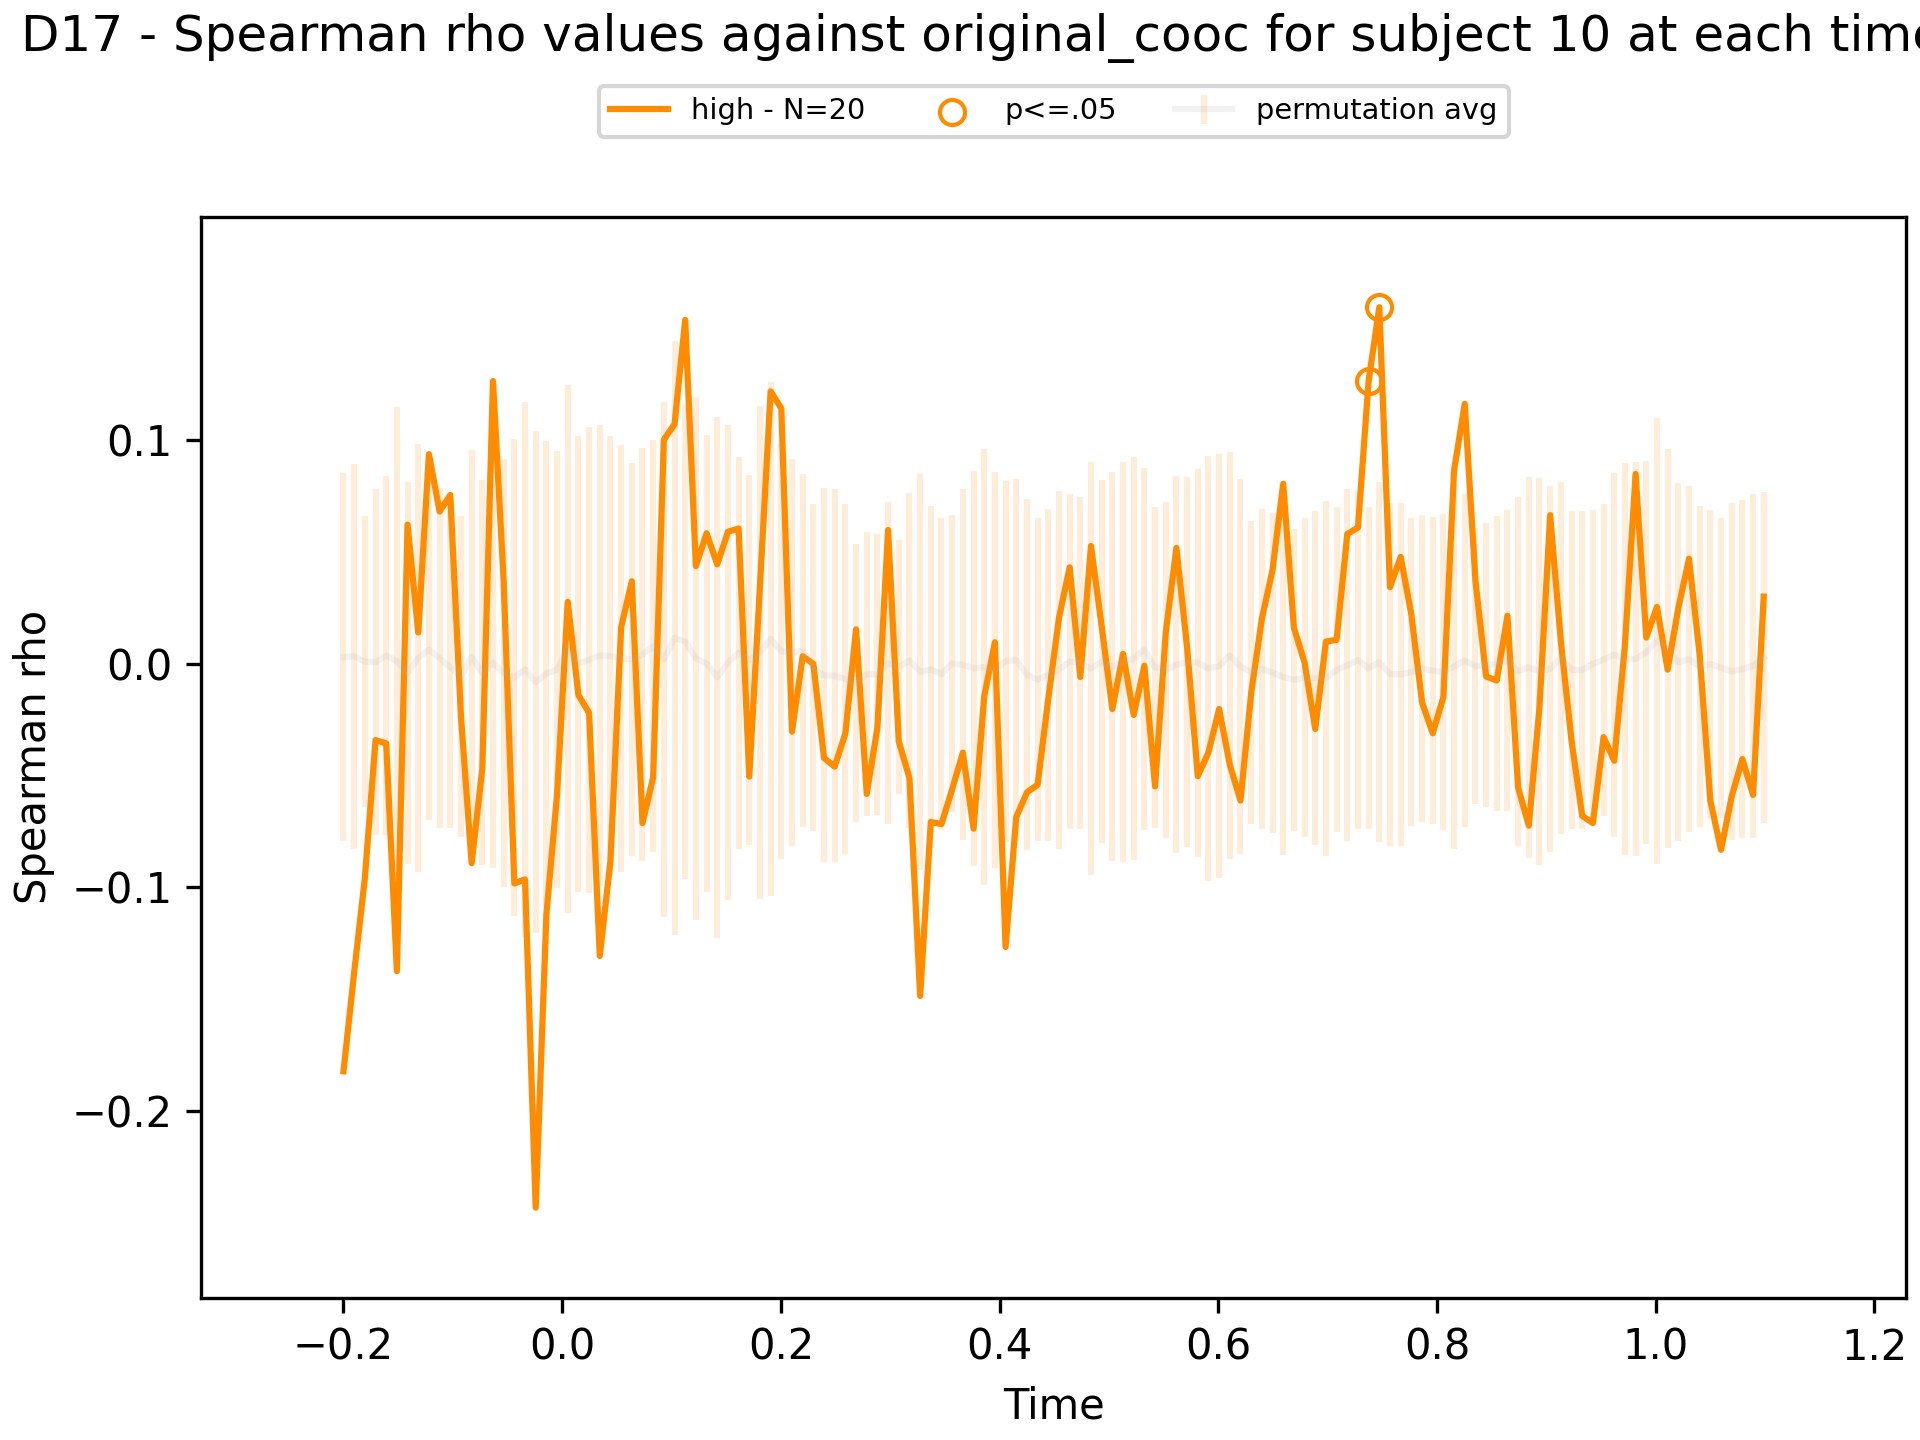 D17 - Spearman rho values against original_cooc for subject 10 at each time
high - N=20 p<=.05 permutation avg
Spearman rho
0.1
0.0
−0.1
−0.2
−0.2 0.0 0.2 0.4 0.6 0.8 1.0 1.2
Time